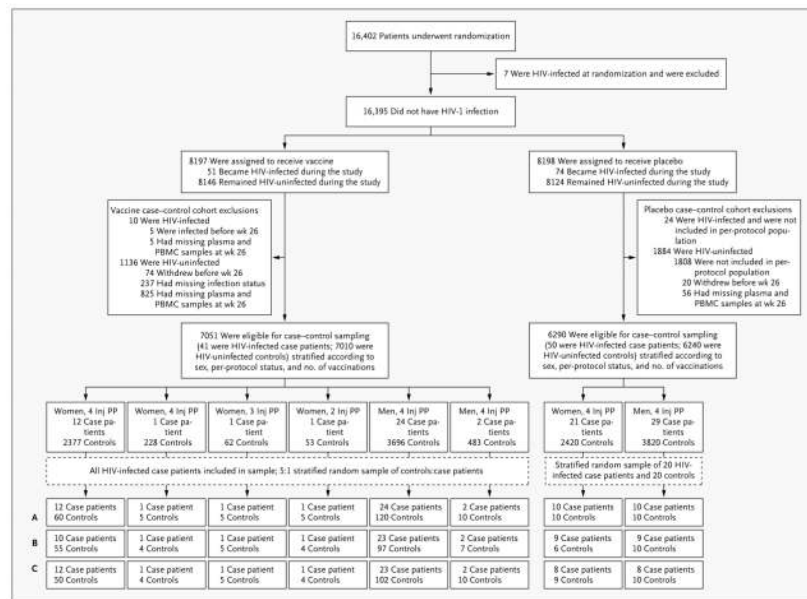 16,402 Patients underwent randomization
7 Were HIV-infected at randomization and were excluded
16,395 Did not have HIV-1 infection
8197 Were assigned to receive vaccine
51 Became HIV-infected during the study
8146 Remained HIV-uninfected during the study
8198 Were assigned to receive placebo
74 Became HIV-infected during the study
8124 Remained HIV-uninfected during the study
Vaccine case–control cohort exclusions
10 Were HIV-infected
5 Were infected before wk 26
5 Had missing plasma and
PBMC samples at wk 26
1136 Were HIV-uninfected
74 Withdrew before wk 26
237 Had missing infection status
825 Had missing plasma and
PBMC samples at wk 26
Placebo case–control cohort exclusions
24 Were HIV-infected and were not
included in per-protocol popu-
lation
1884 Were HIV-uninfected
1808 Were not included in per-
protocol population
20 Withdrew before wk 26
56 Had missing plasma and
PBMC samples at wk 26
7051 Were eligible for case–control sampling
(41 were HIV-infected case patients; 7010 were
HIV-uninfected controls) stratified according to
sex, per-protocol status, and no. of vaccinations
6290 Were eligible for case–control sampling
(50 were HIV-infected case patients; 6240 were
HIV-uninfected controls) stratified according to
sex, per-protocol status, and no. of vaccinations
Women, 4 Inj PP
12 Case pa-
tients
2377 Controls
Women, 4 Inj PP
1 Case pa-
tients
228 Controls
Women, 3 Inj PP
1 Case pa-
tients
62 Controls
Women, 2 Inj PP
1 Case pa-
tients
53 Controls
Men, 4 Inj PP
24 Case pa-
tients
3696 Controls
Men, 4 Inj PP
2 Case pa-
tients
483 Controls
Women, 4 Inj PP
21 Case pa-
tients
2420 Controls
Men, 4 Inj PP
29 Case pa-
tients
3820 Controls
All HIV-infected case patients included in sample; 5:1 stratified random sample of controls:case patients
Stratified random sample of 20 HIV-
infected case patients and 20 controls
A
12 Case patients
60 Controls
1 Case patient
5 Controls
1 Case patient
5 Controls
1 Case patient
5 Controls
24 Case patients
120 Controls
2 Case patients
10 Controls
10 Case patients
10 Controls
10 Case patients
10 Controls
B
10 Case patients
55 Controls
1 Case patient
4 Controls
1 Case patient
5 Controls
1 Case patient
4 Controls
23 Case patients
97 Controls
2 Case patients
7 Controls
9 Case patients
6 Controls
9 Case patients
10 Controls
C
12 Case patients
50 Controls
1 Case patient
4 Controls
1 Case patient
5 Controls
1 Case patient
4 Controls
23 Case patients
102 Controls
2 Case patients
10 Controls
8 Case patients
9 Controls
8 Case patients
10 Controls